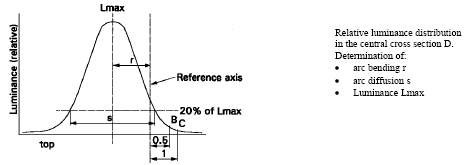 Lmax
Luminance (relative)
r
Reference axis
20% of Lmax
s
B C
top
0.5
1
Relative luminance distribution
in the central cross section D.
Determination of:
• arc bending r
• arc diffusion s
• Luminance Lmax